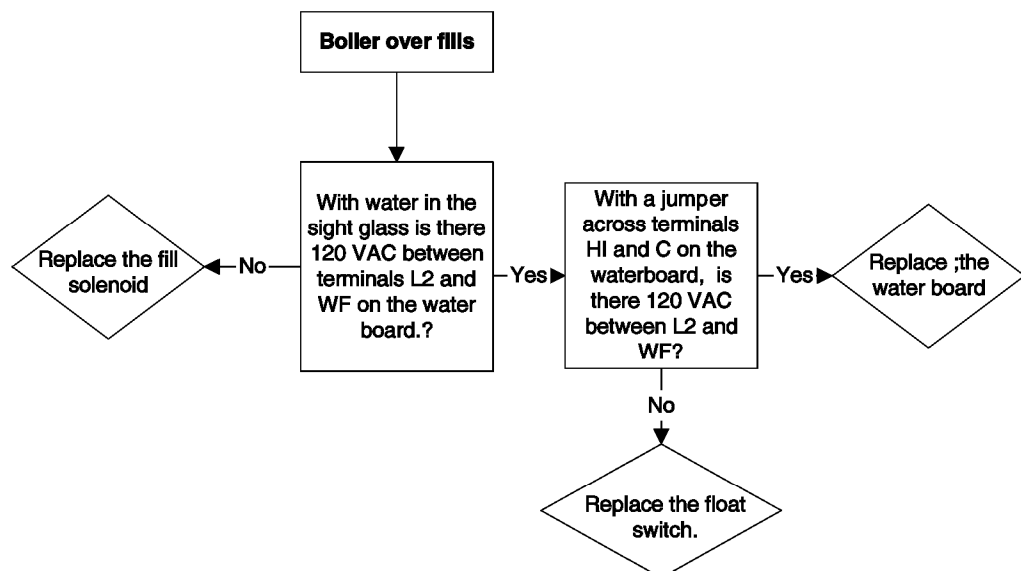 Boiler over fills
With water in the
sight glass is there
120 VAC between
terminals L2 and
WF on the water
board.?
No
Replace the fill
solenoid
Yes
With a jumper
across terminals
HI and C on the
waterboard, is
there 120 VAC
between L2 and
WF?
Yes
Replace ;the
water board
No
Replace the float
switch.